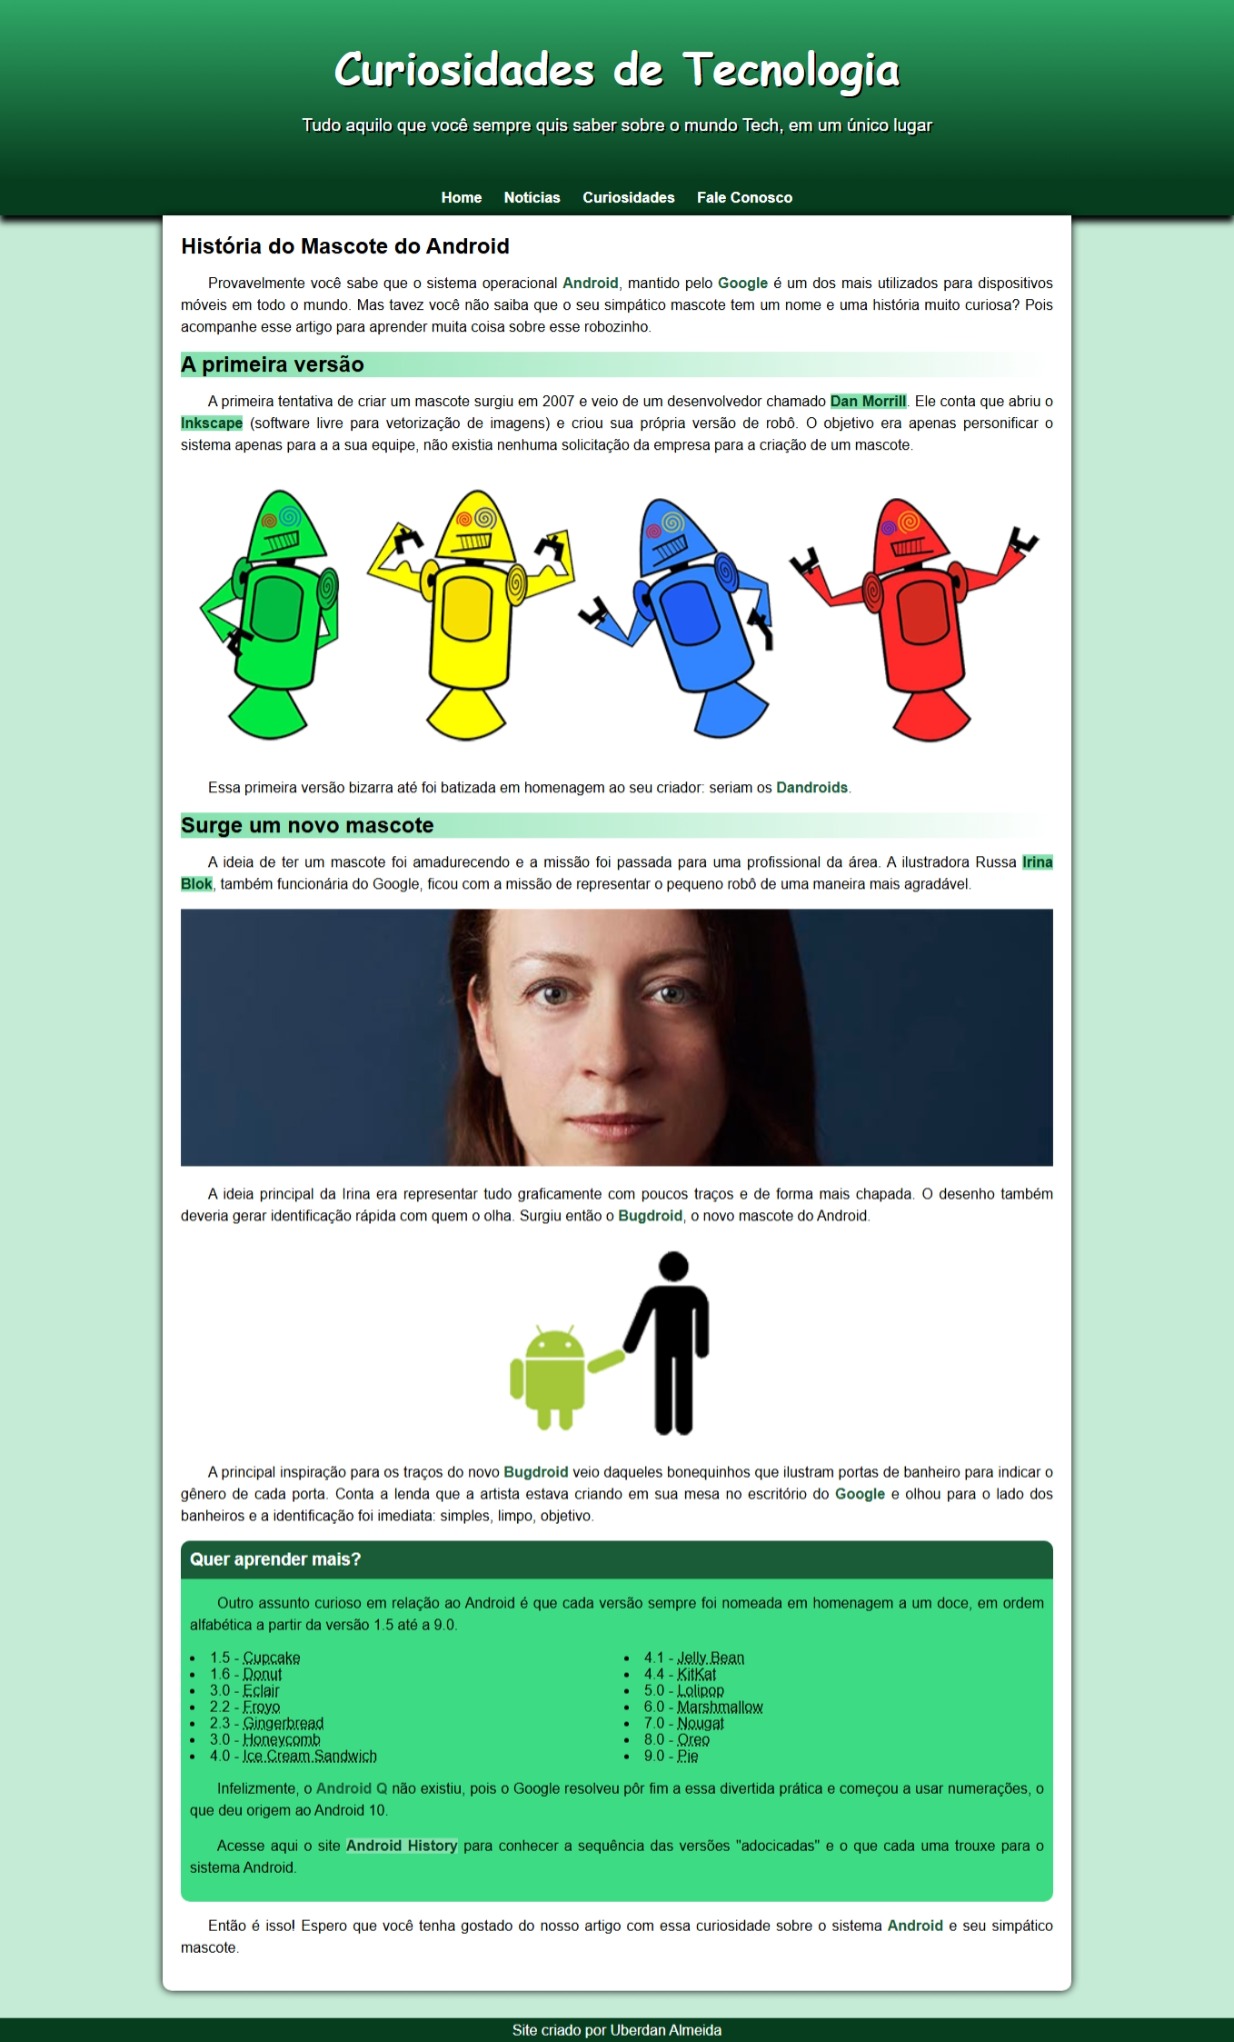 Curiosidades de Tecnologia
Tudo aquilo que você sempre quis saber sobre o mundo Tech, em um único lugar
Home Notícias Curiosidades Fale Conosco
História do Mascote do Android
Provavelmente você sabe que o sistema operacional Android, mantido pelo Google é um dos mais utilizados para dispositivos
móveis em todo o mundo. Mas tavez você não saiba que o seu simpático mascote tem um nome e uma história muito curiosa? Pois
acompanhe esse artigo para aprender muita coisa sobre esse robozinho.
A primeira versão
A primeira tentativa de criar um mascote surgiu em 2007 e veio de um desenvolvedor chamado Dan Morrill. Ele conta que abriu o
Inkscape (software livre para vetorização de imagens) e criou sua própria versão de robô. O objetivo era apenas personificar o
sistema apenas para a a sua equipe, não existia nenhuma solicitação da empresa para a criação de um mascote.
Essa primeira versão bizarra até foi batizada em homenagem ao seu criador: seriam os Dandroids.
Surge um novo mascote
A ideia de ter um mascote foi amadurecendo e a missão foi passada para uma profissional da área. A ilustradora Russa Irina
Blok, também funcionária do Google, ficou com a missão de representar o pequeno robô de uma maneira mais agradável.
A ideia principal da Irina era representar tudo graficamente com poucos traços e de forma mais chapada. O desenho também
deveria gerar identificação rápida com quem o olha. Surgiu então o Bugdroid, o novo mascote do Android.
A principal inspiração para os traços do novo Bugdroid veio daqueles bonequinhos que ilustram portas de banheiro para indicar o
gênero de cada porta. Conta a lenda que a artista estava criando em sua mesa no escritório do Google e olhou para o lado dos
banheiros e a identificação foi imediata: simples, limpo, objetivo.
Quer aprender mais?
Outro assunto curioso em relação ao Android é que cada versão sempre foi nomeada em homenagem a um doce, em ordem
alfabética a partir da versão 1.5 até a 9.0.
• 1.5 - Cupcake
• 1.6 - Donut
• 3.0 - Eclair
• 2.2 - Froyo
• 2.3 - Gingerbread
• 3.0 - Honeycomb
• 4.0 - Ice Cream Sandwich
• 4.1 - Jelly Bean
• 4.4 - KitKat
• 5.0 - Lolipop
• 6.0 - Marshmallow
• 7.0 - Nougat
• 8.0 - Oreo
• 9.0 - Pie
Infelizmente, o Android Q não existiu, pois o Google resolveu pôr fim a essa divertida prática e começou a usar numerações, o
que deu origem ao Android 10.
Acesse aqui o site Android History para conhecer a sequência das versões "adocicadas" e o que cada uma trouxe para o
sistema Android.
Então é isso! Espero que você tenha gostado do nosso artigo com essa curiosidade sobre o sistema Android e seu simpático
mascote.
Site criado por Uberdan Almeida